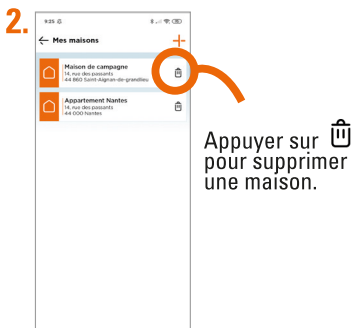 2.
9:25
Mes maisons
Maison de campagne
14, rue des passants
44 860 Saint-Aignan-de-grandlieu
Appartement Nantes
14, rue des passants
44 000 Nantes
Appuyer sur
pour supprimer
une maison.